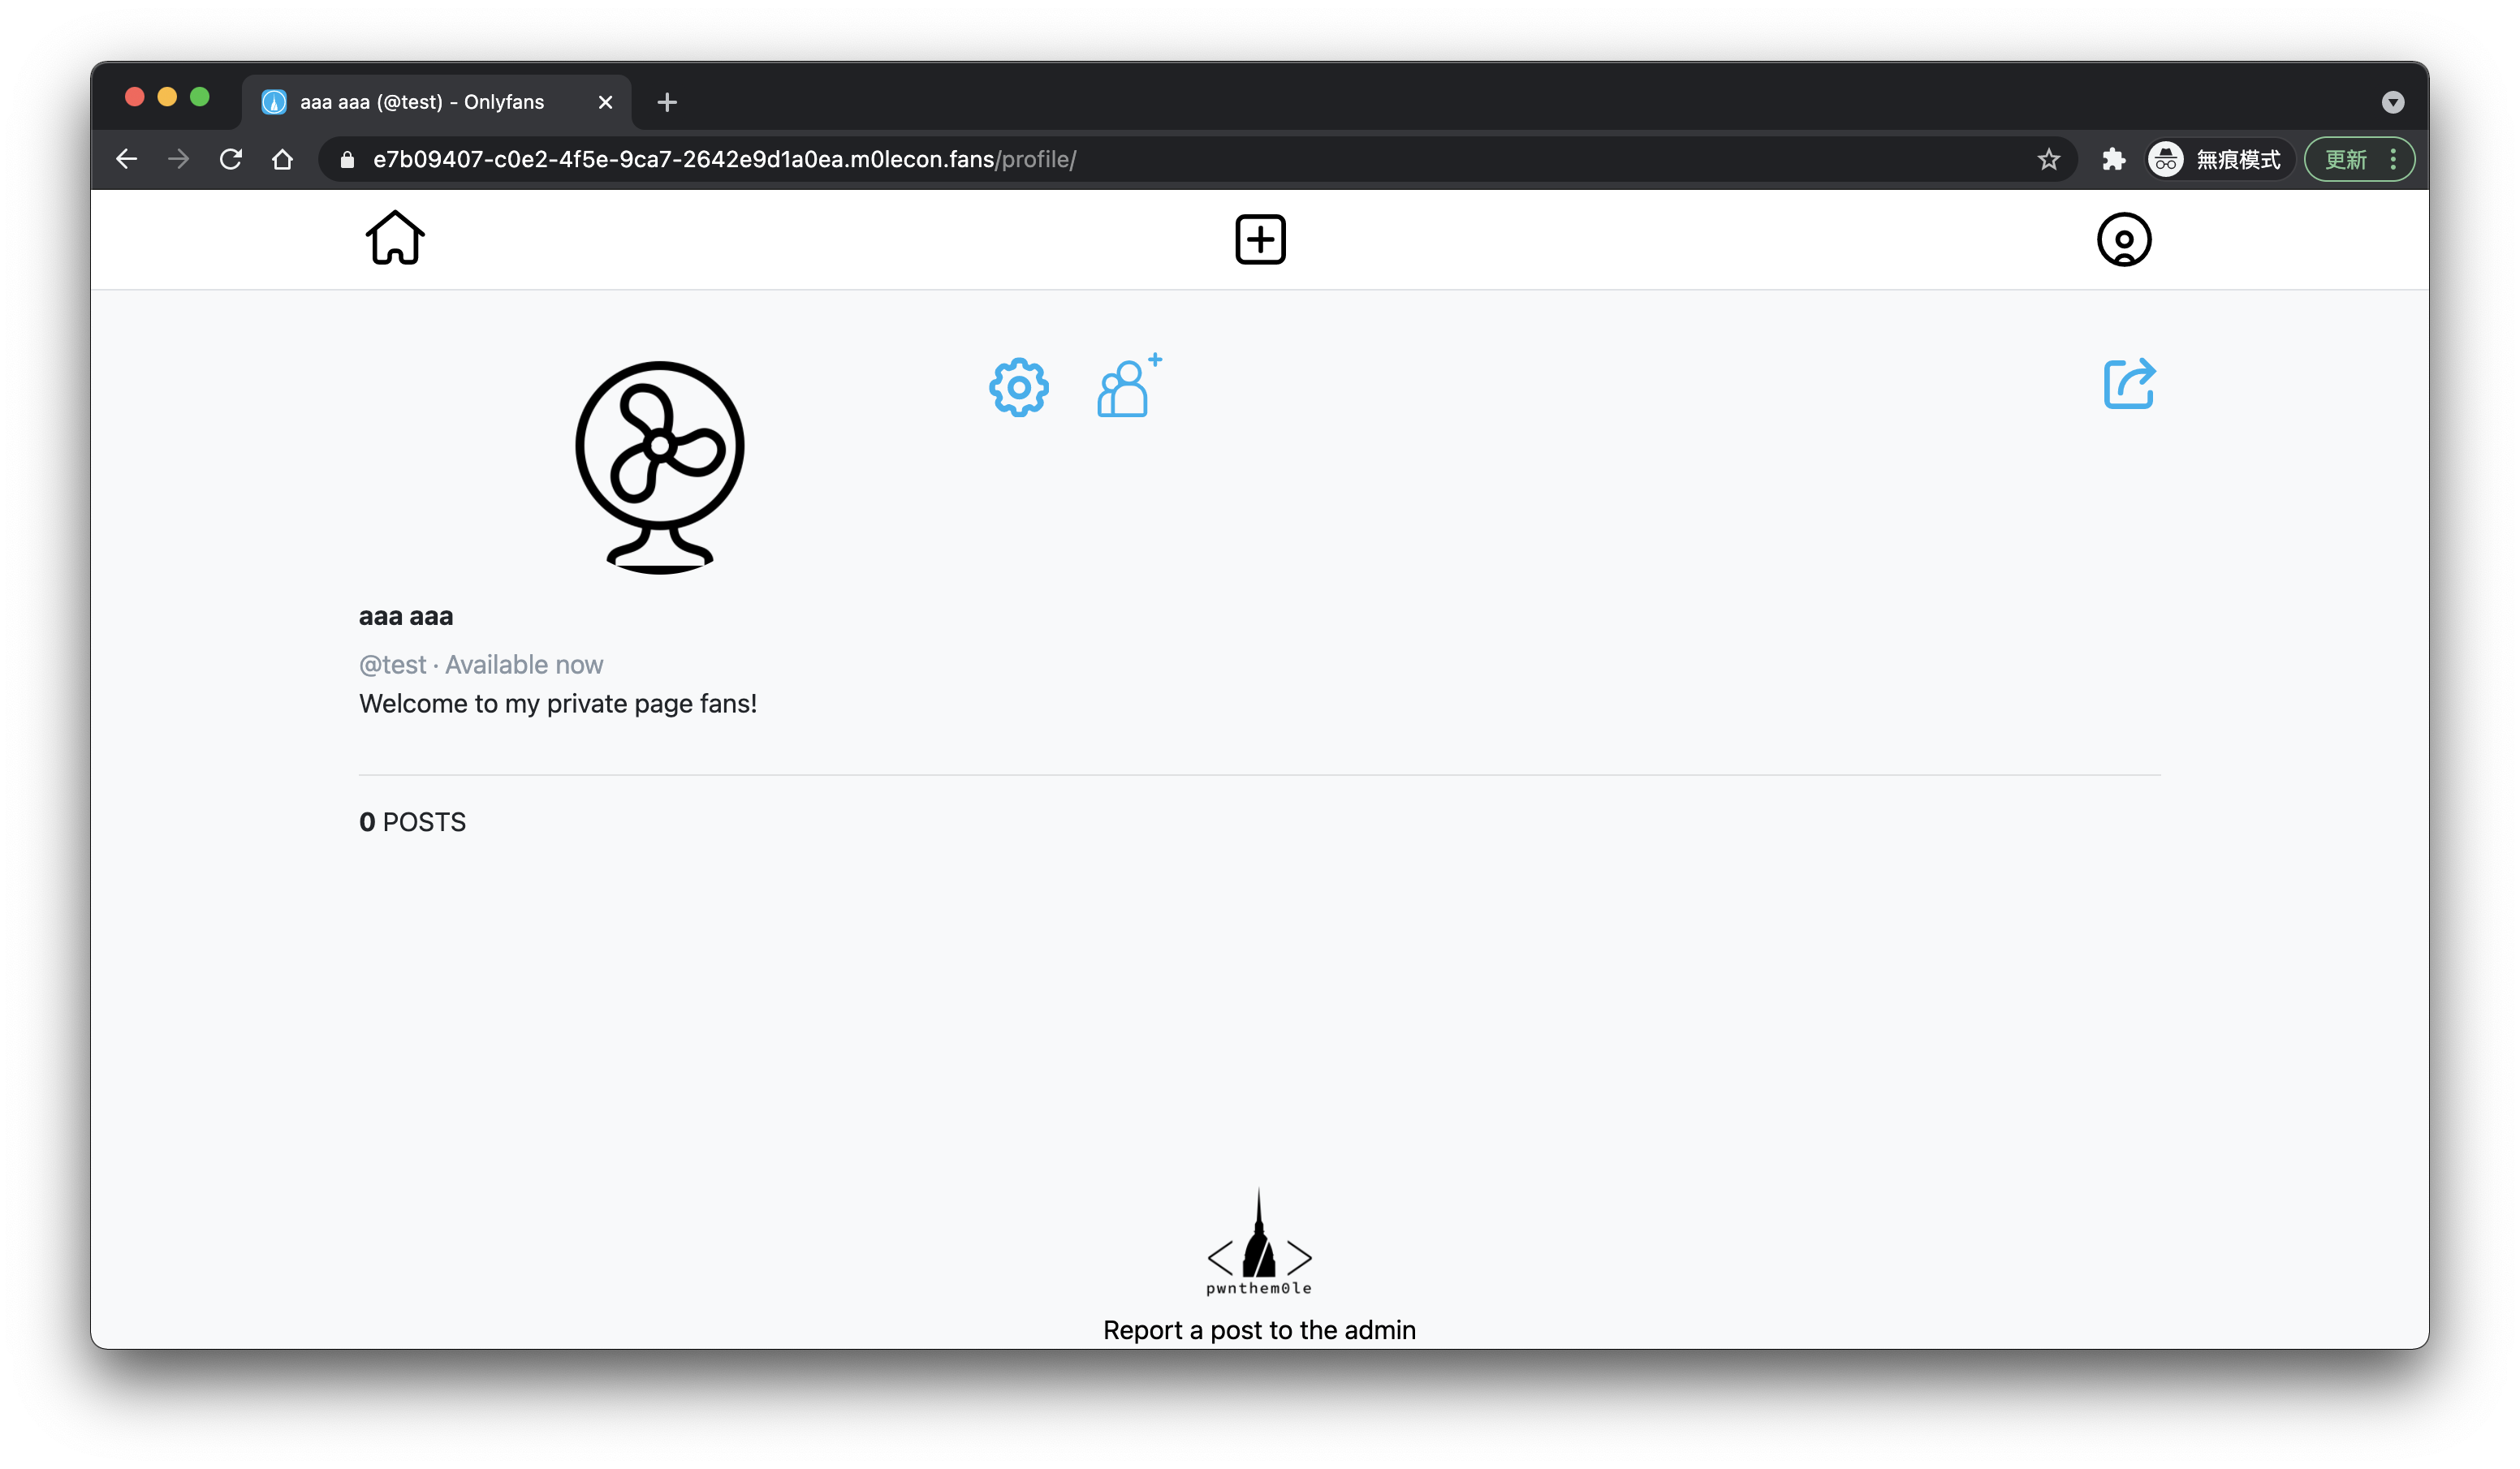 aaa aaa (@test) - Onlyfans
e7b09407-c0e2-4f5e-9ca7-2642e9d1a0ea.m0lecon.fans/profile/
無痕模式
更新
aaa aaa
@test · Available now
Welcome to my private page fans!
0 POSTS
pwnthem0le
Report a post to the admin